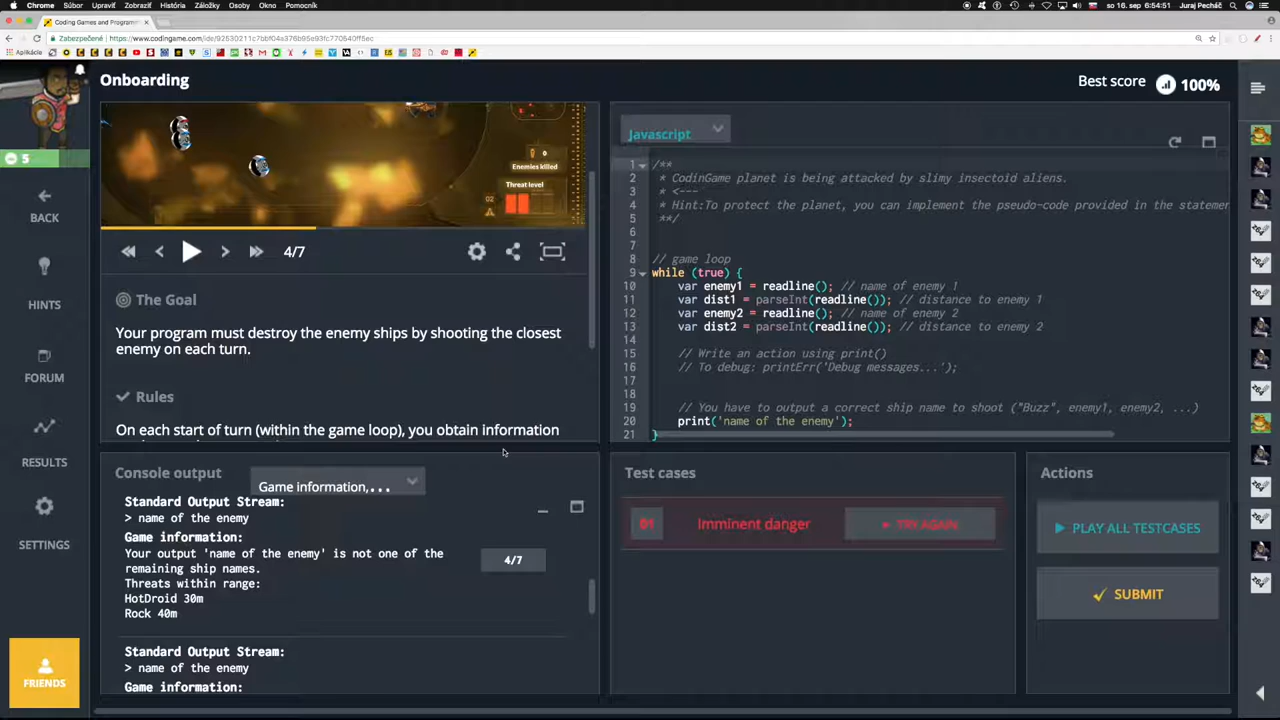 Chrome Súbor Upraviť Zobraziť História Záložky Osoby Okno Pomocník
so 16. sep 6:54:51 Juraj Pecháč
Coding Games and Programm
Zabezpečené https://www.codingame.com/ide/92530211c7bbf04a376b95e93fc770640ff5ec
Aplikácie
Onboarding
Best score 100%
5
BACK
HINTS
FORUM
RESULTS
SETTINGS
FRIENDS
0
Enemies killed
Threat level
02
4/7
The Goal
Your program must destroy the enemy ships by shooting the closest
enemy on each turn.
Rules
On each start of turn (within the game loop), you obtain information
Javascript
1 /**
2 * CodinGame planet is being attacked by slimy insectoid aliens.
3 * <---
4 * Hint:To protect the planet, you can implement the pseudo-code provided in the statemen
5 **/
6
7
8 // game loop
9 while (true) {
10 var enemy1 = readline(); // name of enemy 1
11 var dist1 = parseInt(readline()); // distance to enemy 1
12 var enemy2 = readline(); // name of enemy 2
13 var dist2 = parseInt(readline()); // distance to enemy 2
14
15 // Write an action using print()
16 // To debug: printErr('Debug messages...');
17
18
19 // You have to output a correct ship name to shoot ("Buzz", enemy1, enemy2, ...)
20 print('name of the enemy');
21 }
Console output
Game information,...
Standard Output Stream:
> name of the enemy
Game information:
Your output 'name of the enemy' is not one of the
remaining ship names.
Threats within range:
HotDroid 30m
Rock 40m
4/7
Standard Output Stream:
> name of the enemy
Game information:
Test cases
01 Imminent danger TRY AGAIN
Actions
PLAY ALL TESTCASES
SUBMIT